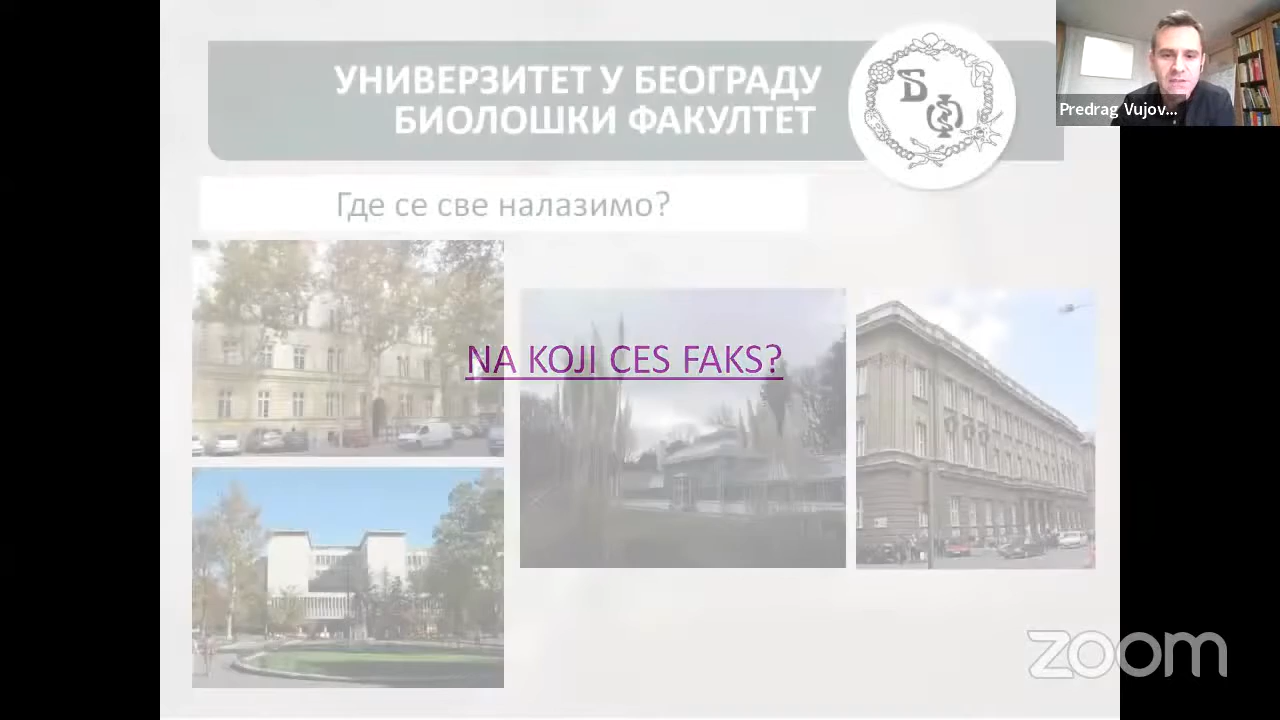 УНИВЕРЗИТЕТ У БЕОГРАДУ
БИОЛОШКИ ФАКУЛТЕТ
Б
Ф
Predrag Vujov...
Где се све налазимо?
NA KOJI CES FAKS?
zoom